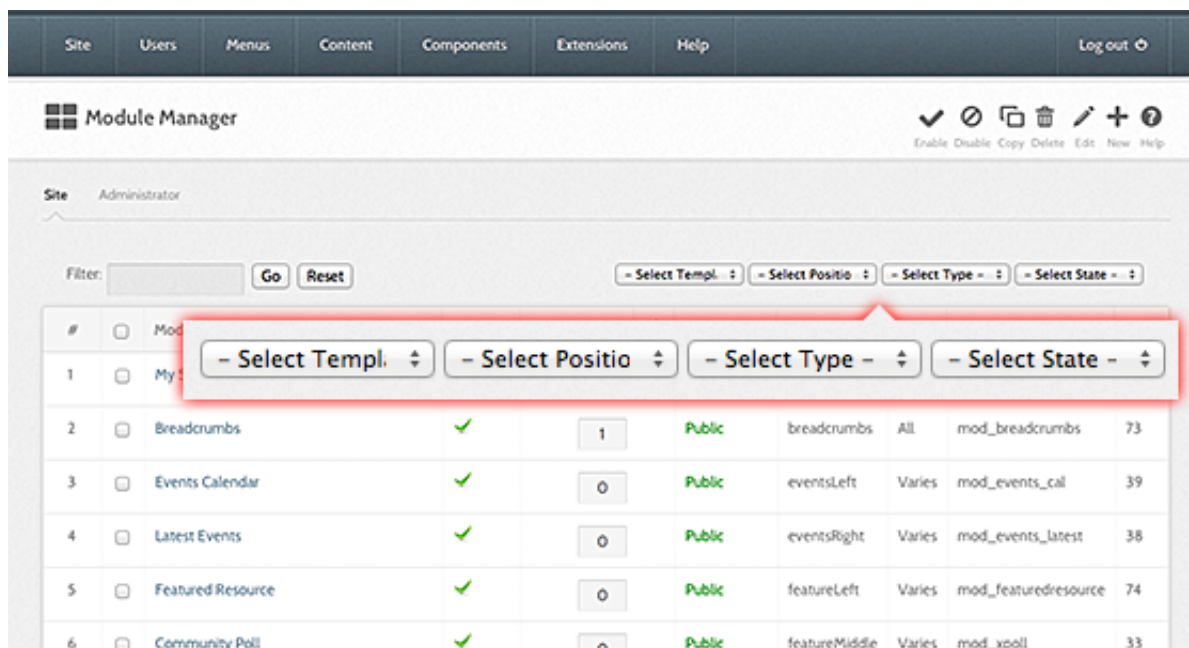 Site Users Menus Content Components Extensions Help Log out
Module Manager
Enable Disable Copy Delete Edit New Help
Site Administrator
Filter: Go Reset - Select Templ. - Select Positio - Select Type - - Select State -
# Mod
- Select Templ. - Select Positio - Select Type - - Select State -
1 My
2 Breadcrumbs 1 Public breadcrumbs All mod_breadcrumbs 73
3 Events Calendar 0 Public eventsLeft Varies mod_events_cal 39
4 Latest Events 0 Public eventsRight Varies mod_events_latest 38
5 Featured Resource 0 Public featureLeft Varies mod_featuredresource 74
6 Community Poll 0 Public featureMiddle Varies mod_xpoll 33